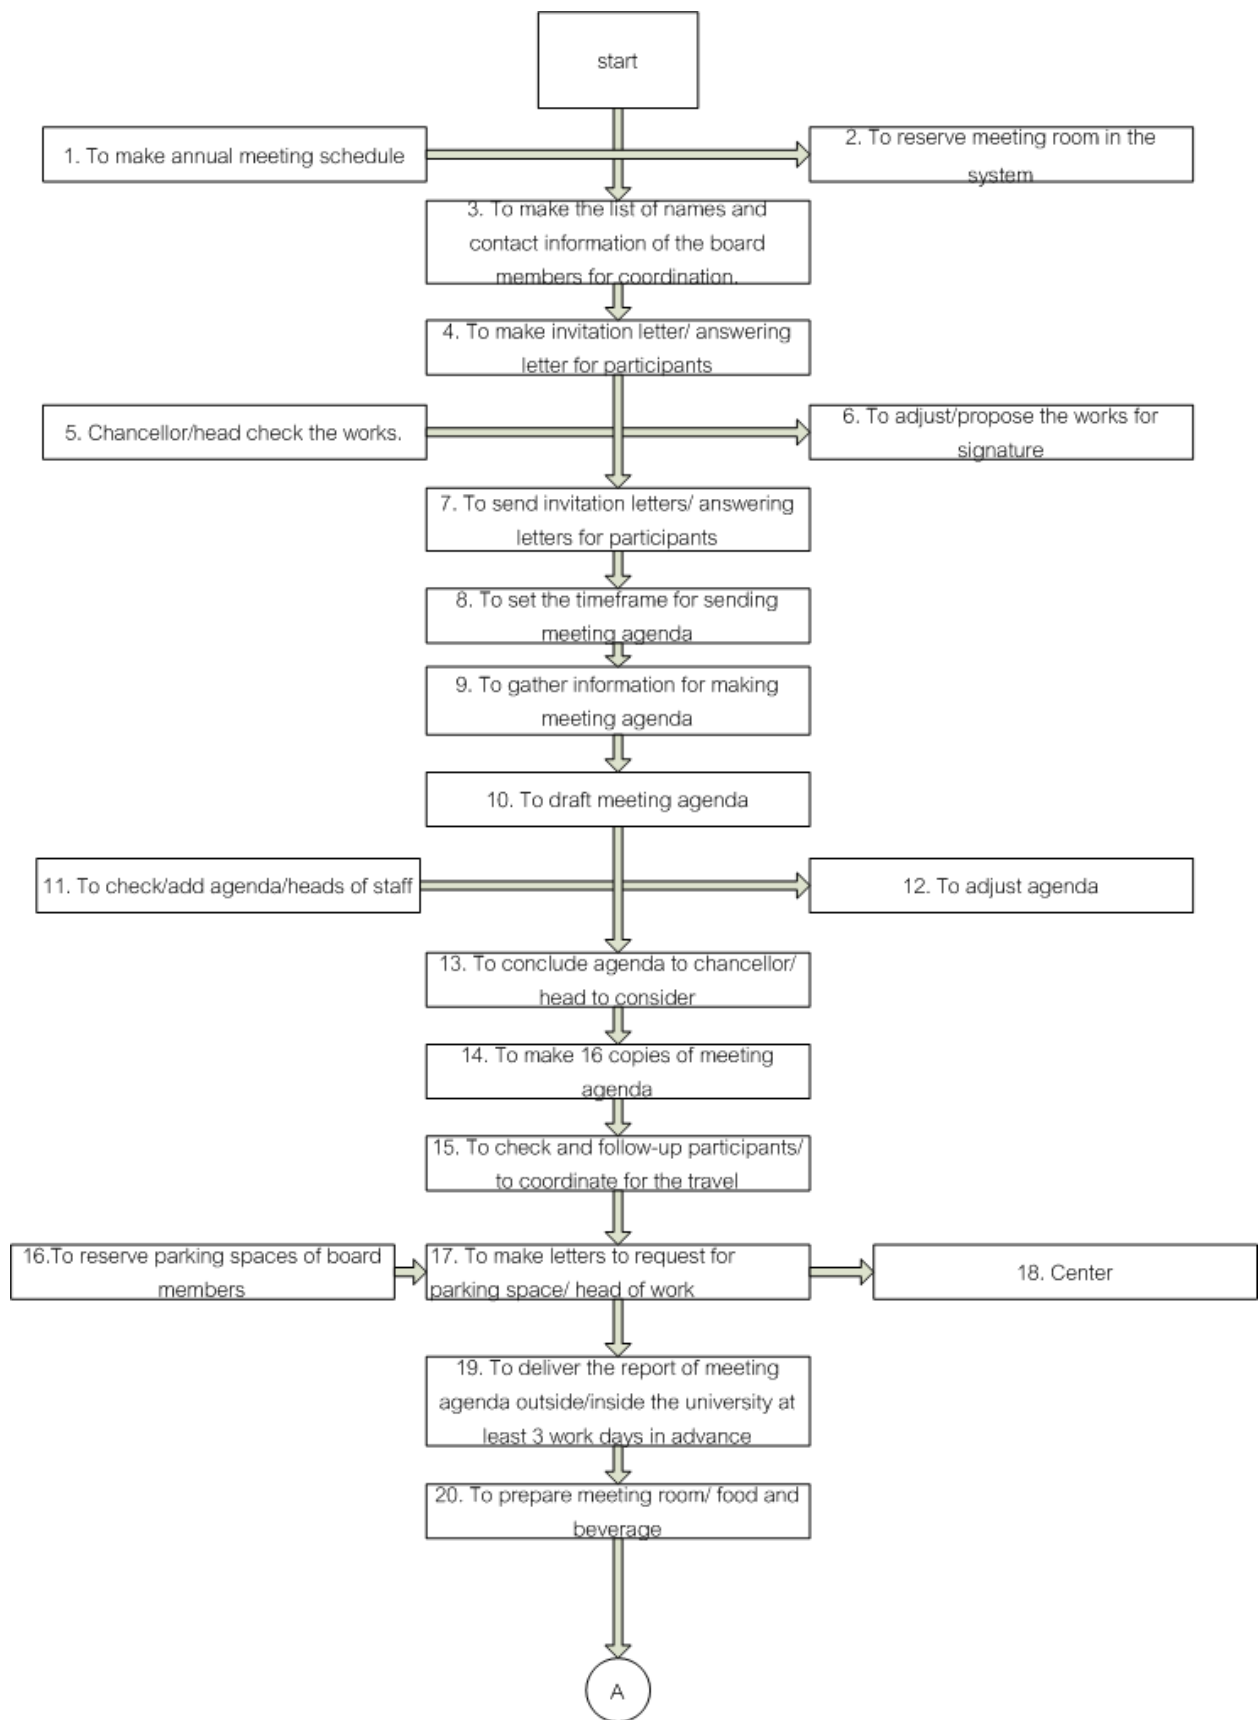 start
1. To make annual meeting schedule
2. To reserve meeting room in the
system
3. To make the list of names and
contact information of the board
members for coordination.
4. To make invitation letter/ answering
letter for participants
5. Chancellor/head check the works.
6. To adjust/propose the works for
signature
7. To send invitation letters/ answering
letters for participants
8. To set the timeframe for sending
meeting agenda
9. To gather information for making
meeting agenda
10. To draft meeting agenda
11. To check/add agenda/heads of staff
12. To adjust agenda
13. To conclude agenda to chancellor/
head to consider
14. To make 16 copies of meeting
agenda
15. To check and follow-up participants/
to coordinate for the travel
16.To reserve parking spaces of board
members
17. To make letters to request for
parking space/ head of work
18. Center
19. To deliver the report of meeting
agenda outside/inside the university at
least 3 work days in advance
20. To prepare meeting room/ food and
beverage
A